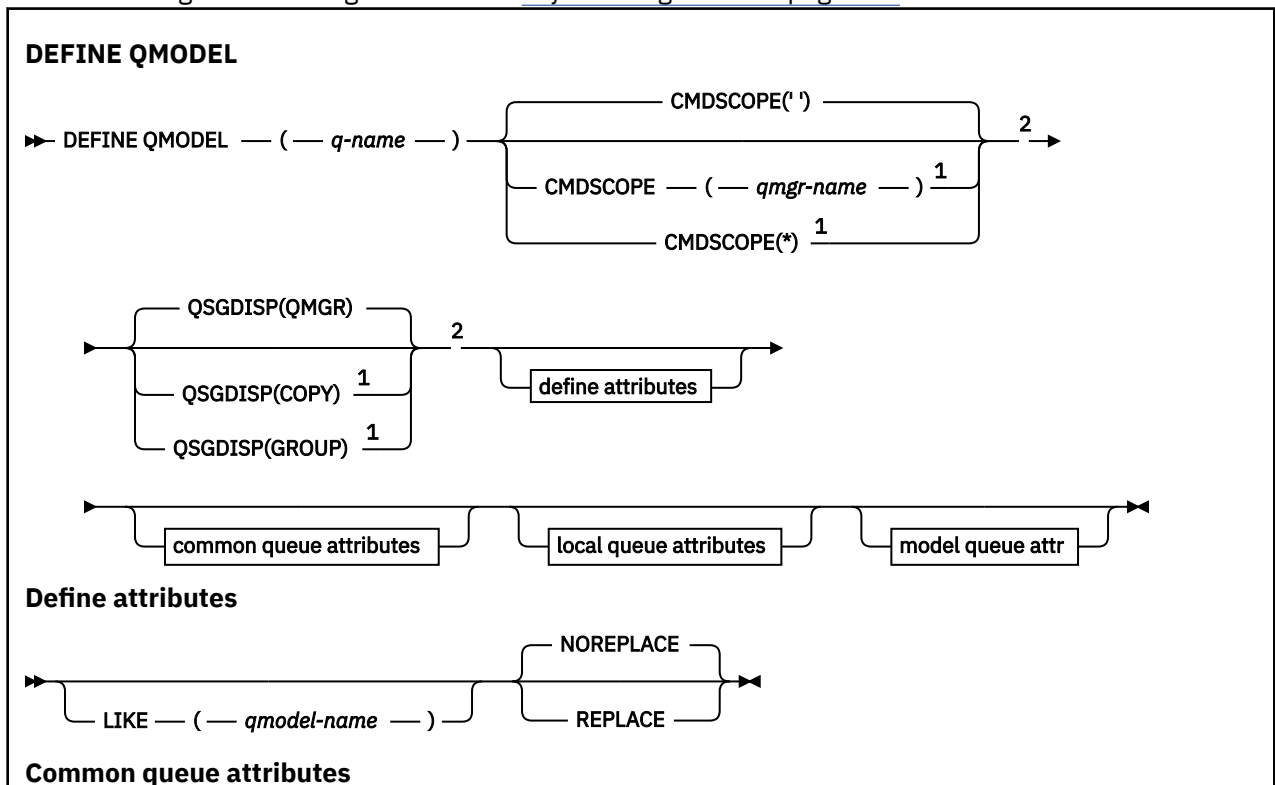 DEFINE QMODEL
CMDSCOPE(' ')
DEFINE QMODEL ( q-name ) 2
CMDSCOPE ( qmgr-name ) 1
CMDSCOPE(*) 1
QSGDISP(QMGR)
2
QSGDISP(COPY) 1
define attributes
QSGDISP(GROUP) 1
common queue attributes local queue attributes model queue attr
Define attributes
NOREPLACE
LIKE ( qmodel-name ) REPLACE
Common queue attributes